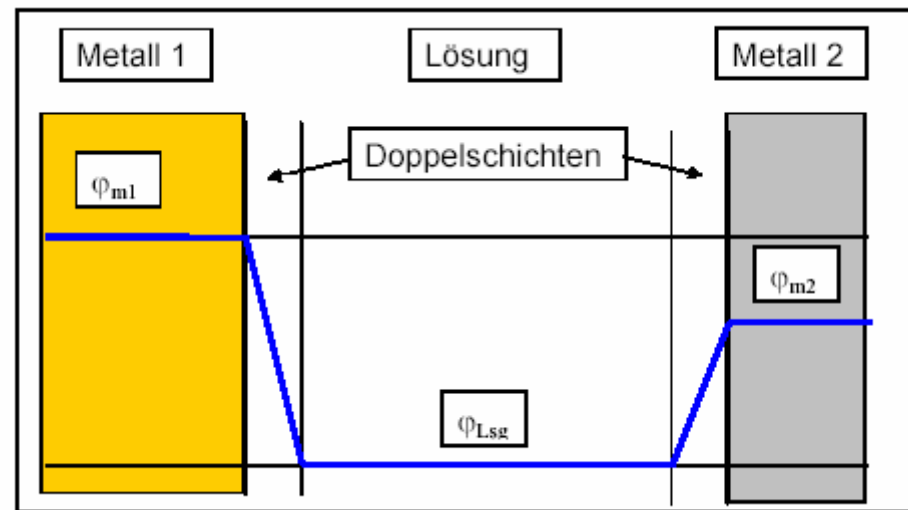 Metall 1
Lösung
Metall 2
Doppelschichten
φm1
φm2
φLsg